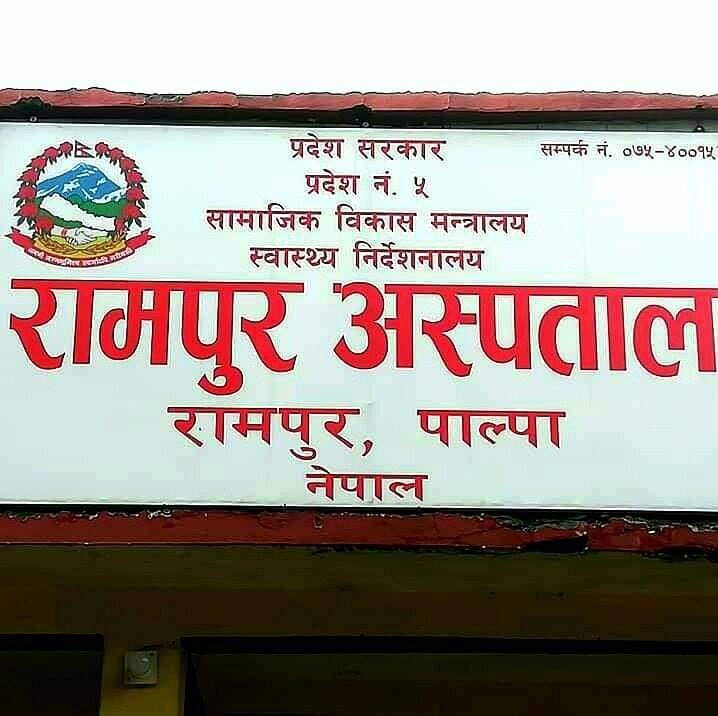 प्रदेश सरकार
सम्पर्क नं. ०७५-४००१५
प्रदेश नं. ५
सामाजिक विकास मन्त्रालय
स्वास्थ्य निर्देशनालय
रामपुर अस्पताल
रामपुर, पाल्पा
नेपाल